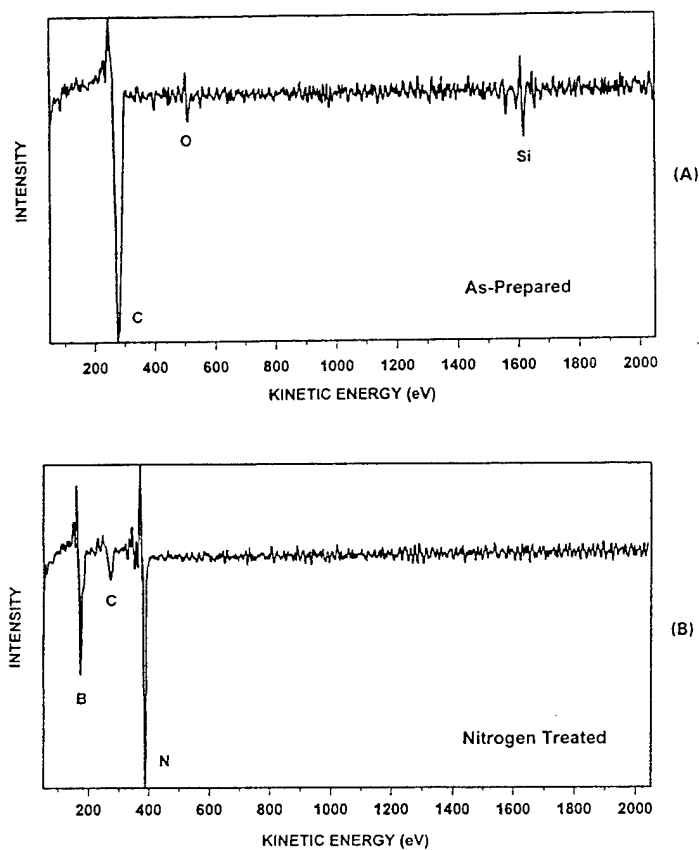 INTENSITY
O
Si
(A)
As-Prepared
C
200 400 600 800 1000 1200 1400 1600 1800 2000
KINETIC ENERGY (eV)
INTENSITY
C
(B)
B
Nitrogen Treated
N
200 400 600 800 1000 1200 1400 1600 1800 2000
KINETIC ENERGY (eV)